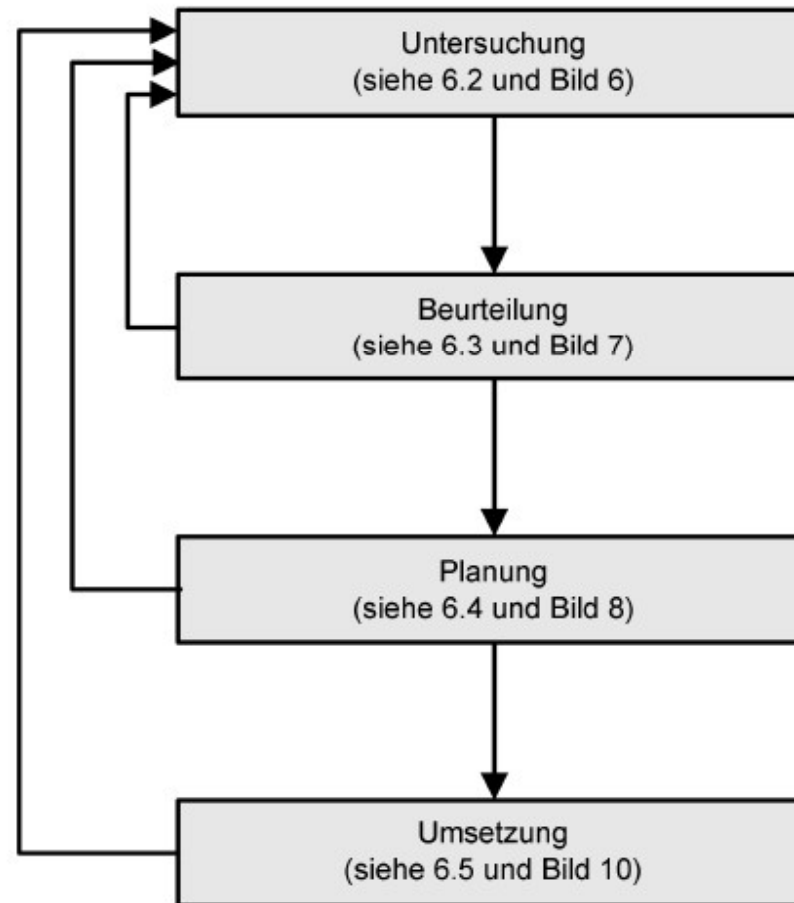 Untersuchung
(siehe 6.2 und Bild 6)
Beurteilung
(siehe 6.3 und Bild 7)
Planung
(siehe 6.4 und Bild 8)
Umsetzung
(siehe 6.5 und Bild 10)